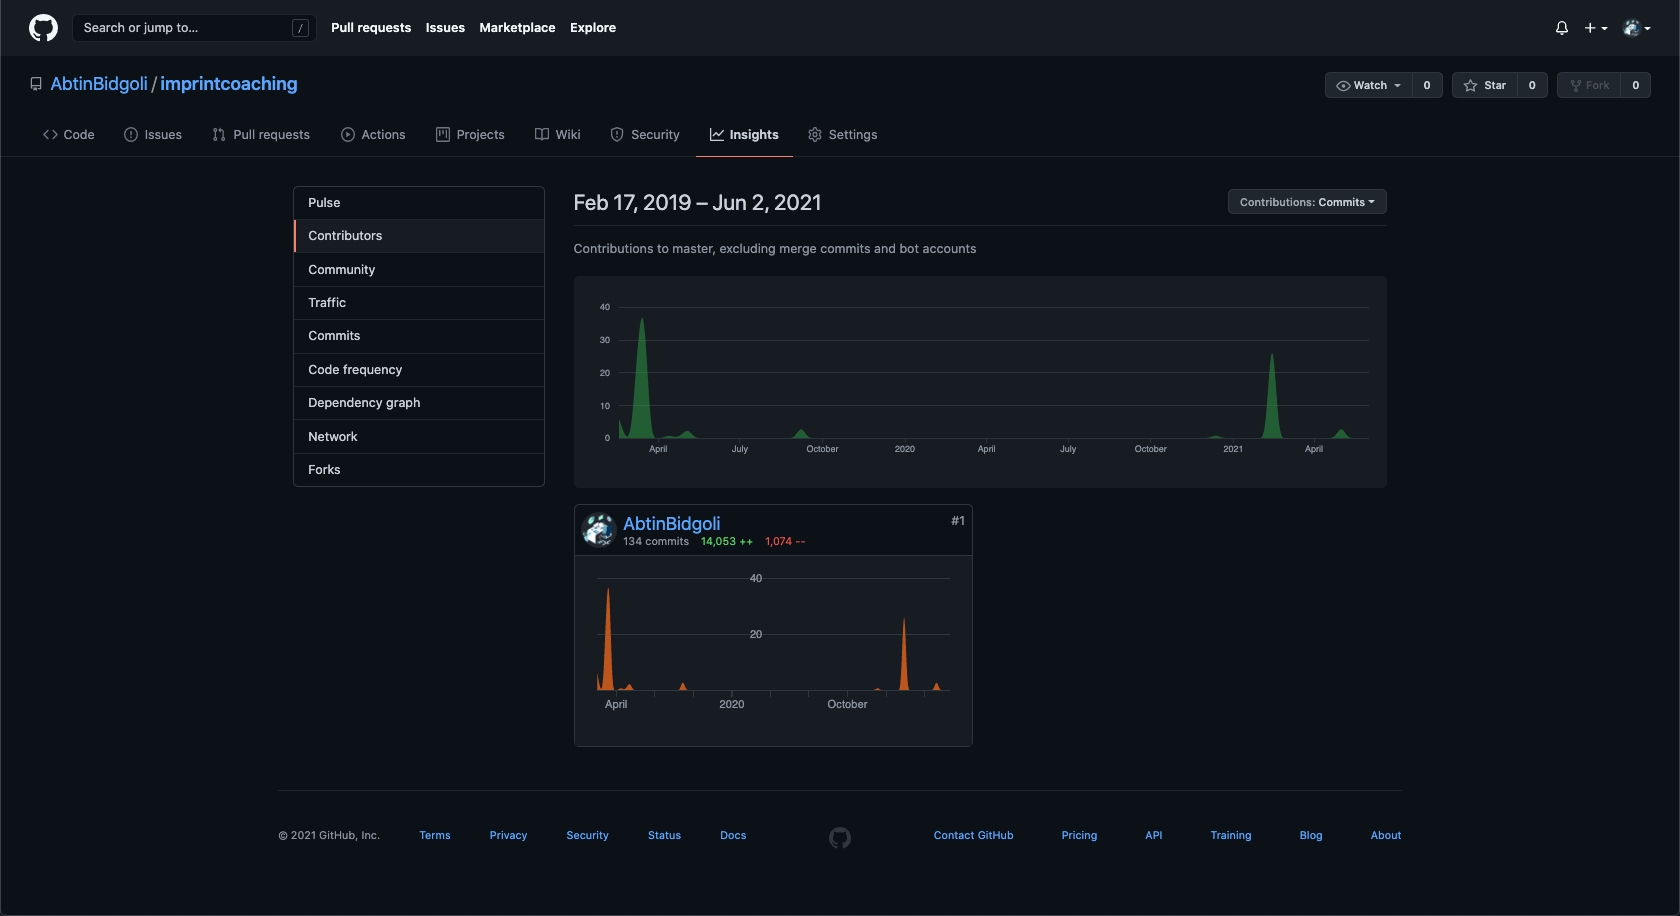 Search or jump to... /
Pull requests Issues Marketplace Explore
AbtinBidgoli / imprintcoaching
Watch 0 Star 0 Fork 0
Code Issues Pull requests Actions Projects Wiki Security Insights Settings
Pulse
Contributors
Community
Traffic
Commits
Code frequency
Dependency graph
Network
Forks
Feb 17, 2019 – Jun 2, 2021
Contributions: Commits
Contributions to master, excluding merge commits and bot accounts
40
30
20
10
0
April July October 2020 April July October 2021 April
AbtinBidgoli #1
134 commits 14,053 ++ 1,074 --
40
20
April 2020 October
© 2021 GitHub, Inc. Terms Privacy Security Status Docs Contact GitHub Pricing API Training Blog About